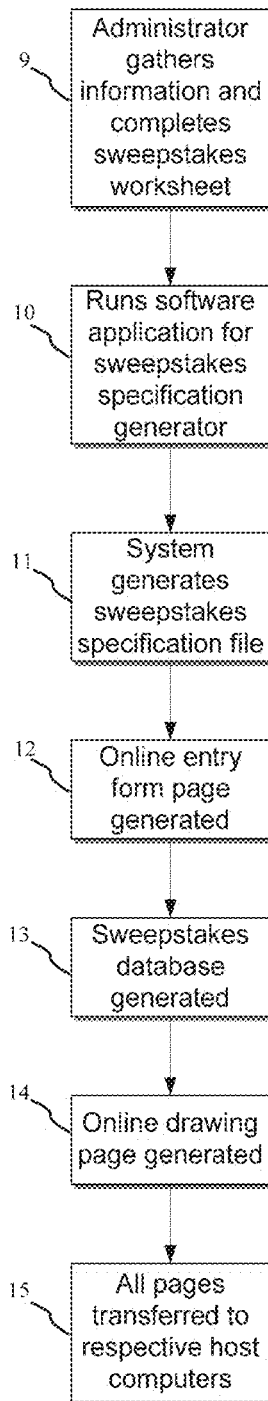 9
Administrator
gathers
information and
completes
sweepstakes
worksheet
10
Runs software
application for
sweepstakes
specification
generator
11
System
generates
sweepstakes
specification file
12
Online entry
form page
generated
13
Sweepstakes
database
generated
14
Online drawing
page generated
15
All pages
transferred to
respective host
computers